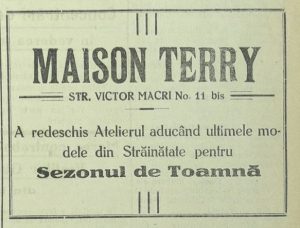 MAISON TERRY
STR. VICTOR MACRI No. 11 bis
A redeschis Atelierul aducând ultimele mo-
dele din Străinătate pentru
Sezonul de Toamnă